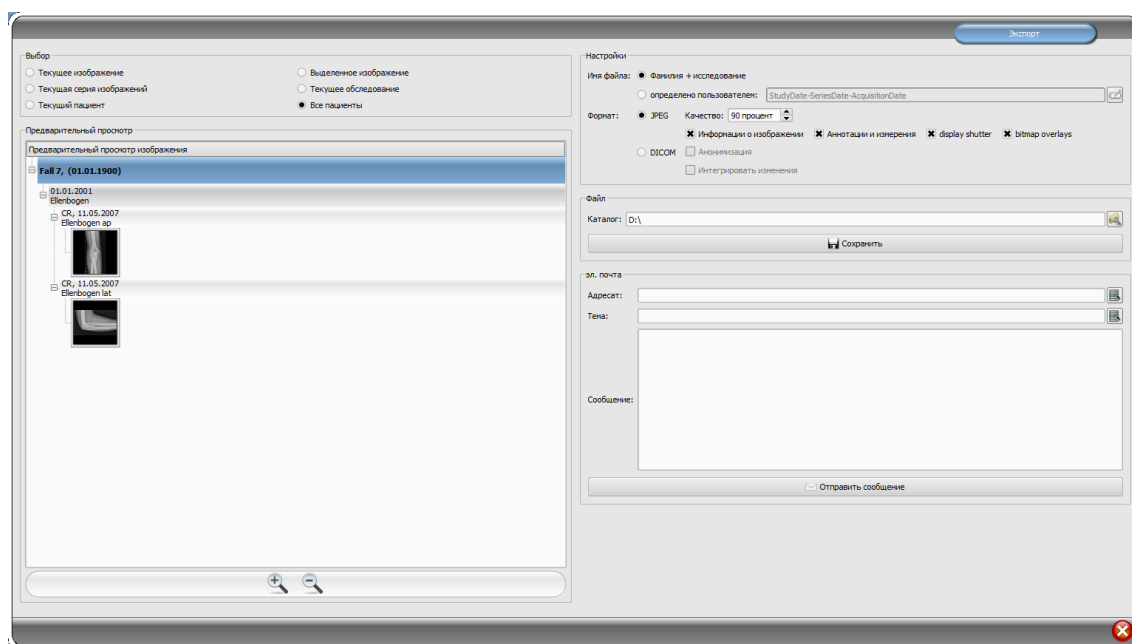 Экспорт
Выбор
Текущее изображение
Выделенное изображение
Текущая серия изображений
Текущее обследование
Текущий пациент
Все пациенты
Предварительный просмотр
Предварительный просмотр изображения
Fall 7, (01.01.1900)
01.01.2001
Ellenbogen
CR, 11.05.2007
Ellenbogen ap
CR, 11.05.2007
Ellenbogen lat
Настройки
Имя файла: Фамилия + исследование
определено пользователем: StudyDate-SeriesDate-AcquisitionDate
Формат: JPEG Качество: 90 процент
Информации о изображении Аннотации и измерения display shutter bitmap overlays
DICOM Анонимизация
Интегрировать изменения
Файл
Каталог: D:\
Сохранить
эл. почта
Адресат:
Тема:
Сообщение:
Отправить сообщение